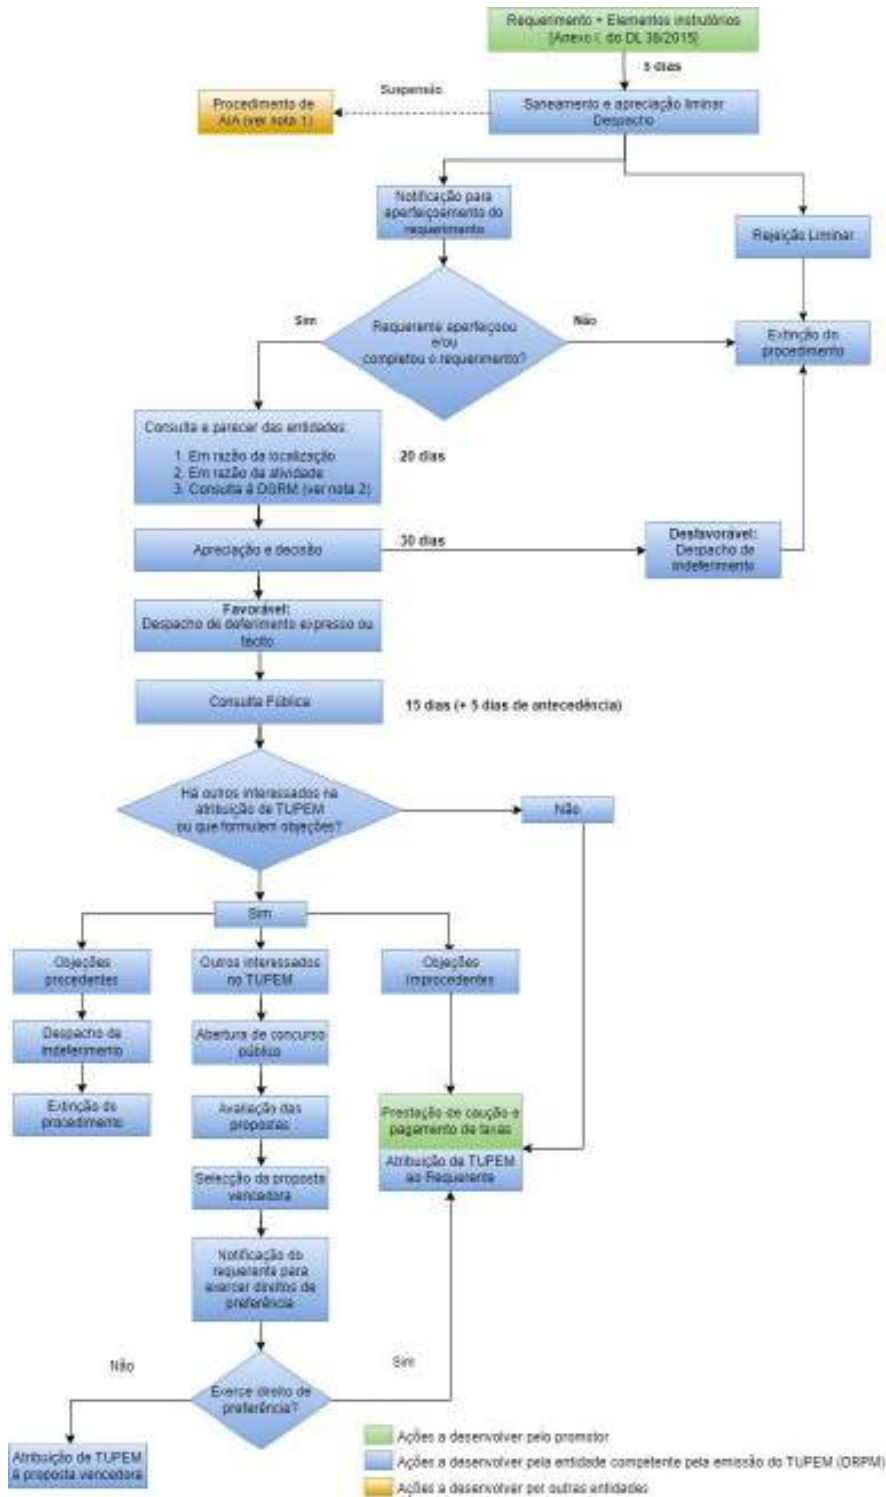 Requerimento + Elementos instrutórios
[Anexo I, do DL 38/2015]
5 dias
Suspensão
Procedimento de
AIA (ver nota 1)
Saneamento e apreciação liminar
Despacho
Notificação para
aperfeiçoamento do
requerimento
Rejeição Liminar
Sim
Requerente aperfeiçoou
e/ou
completou o requerimento?
Não
Extinção do
procedimento
Consulta e parecer das entidades:
1. Em razão da localização
2. Em razão da atividade
3. Consulta à DGRM (ver nota 2)
20 dias
Apreciação e decisão
30 dias
Desfavorável:
Despacho de
indeferimento
Favorável:
Despacho de deferimento expresso ou
tácito
Consulta Pública
15 dias (+ 5 dias de antecedência)
Há outros interessados na
atribuição de TUPEM
ou que formulem objeções?
Não
Sim
Objeções
procedentes
Outros interessados
no TUPEM
Objeções
improcedentes
Despacho de
indeferimento
Abertura de concurso
público
Extinção do
procedimento
Avaliação das
propostas
Prestação de caução e
pagamento de taxas
Atribuição de TUPEM
ao Requerente
Selecção da proposta
vencedora
Notificação do
requerente para
exercer direitos de
preferência
Não
Sim
Exerce direito de
preferência?
Atribuição de TUPEM
à proposta vencedora
Ações a desenvolver pelo promotor
Ações a desenvolver pela entidade competente pela emissão do TUPEM (DRPM)
Ações a desenvolver por outras entidades